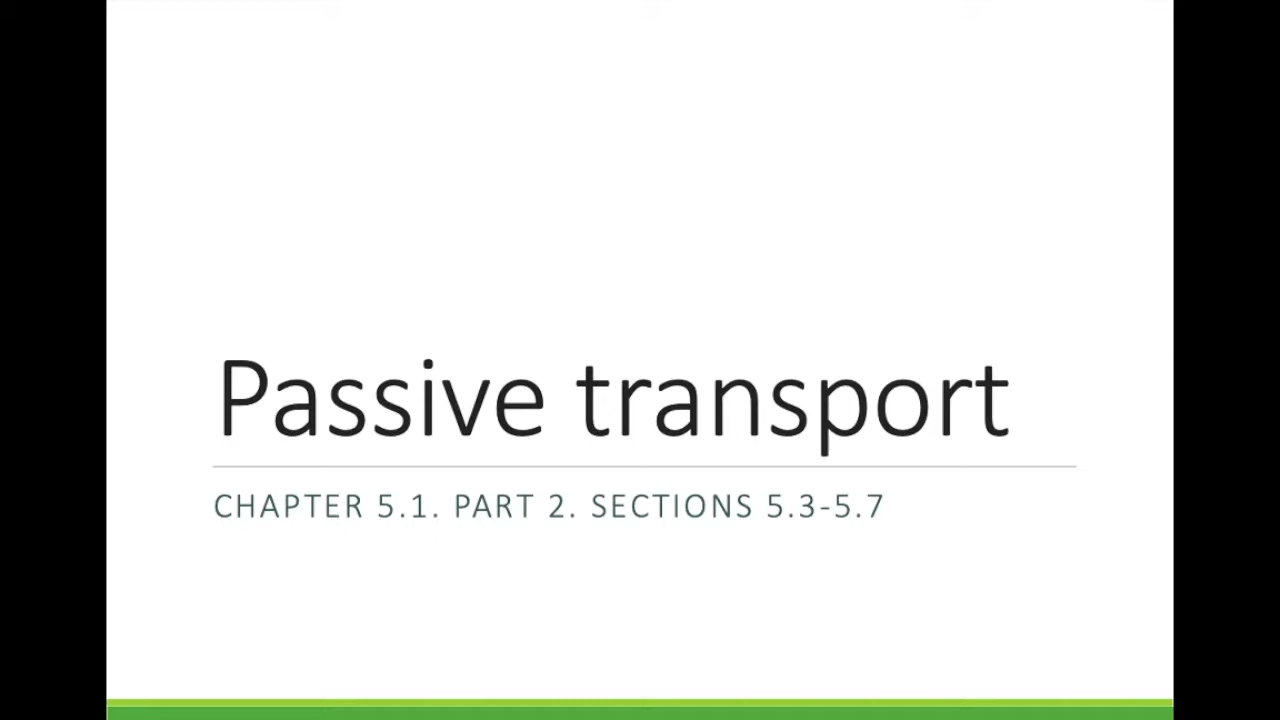 Passive transport
CHAPTER 5.1. PART 2. SECTIONS 5.3-5.7